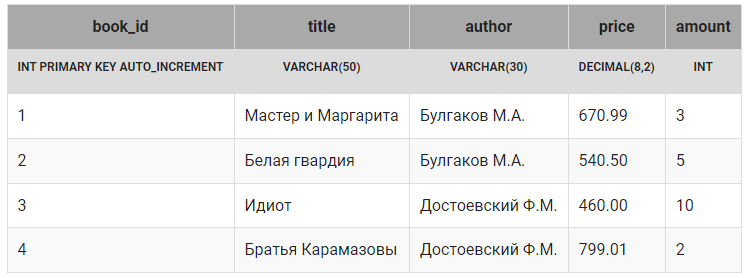 book_id title author price amount
INT PRIMARY KEY AUTO_INCREMENT VARCHAR(50) VARCHAR(30) DECIMAL(8,2) INT
1 Мастер и Маргарита Булгаков М.А. 670.99 3
2 Белая гвардия Булгаков М.А. 540.50 5
3 Идиот Достоевский Ф.М. 460.00 10
4 Братья Карамазовы Достоевский Ф.М. 799.01 2